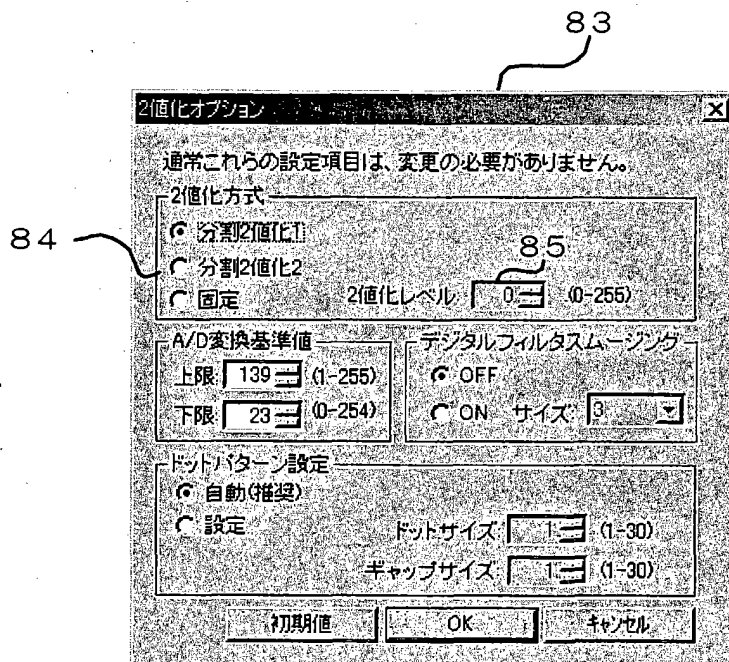 83
2値化オプション
通常これらの設定項目は、変更の必要がありません。
2値化方式
84
分割2値化1
分割2値化2
85
固定 2値化レベル 0 (0-255)
A/D変換基準値
上限 139 (1-255)
下限 23 (0-254)
デジタルフィルタスムージング
OFF
ON サイズ 3
ドットパターン設定
自動(推奨)
設定
ドットサイズ 1 (1-30)
ギャップサイズ 1 (1-30)
初期値 OK キャンセル